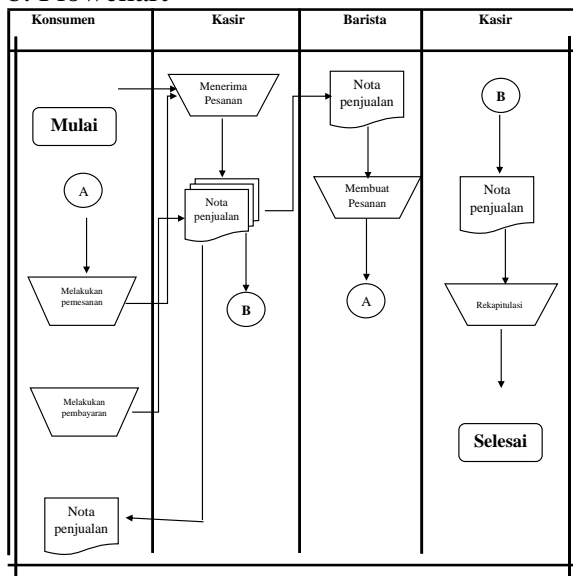 Konsumen
Kasir
Barista
Kasir
Mulai
A
Melakukan
pemesanan
Melakukan
pembayaran
Nota
penjualan
Menerima
Pesanan
Nota
penjualan
B
Nota
penjualan
Membuat
Pesanan
A
B
Nota
penjualan
Rekapitulasi
Selesai